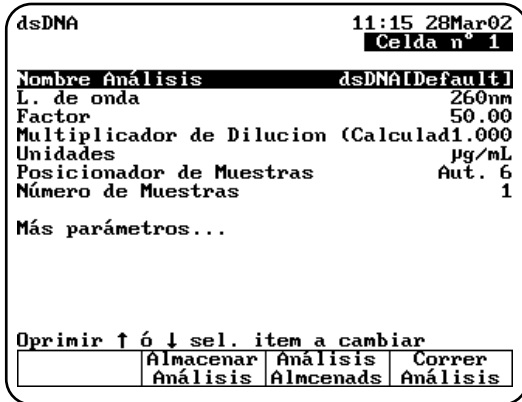 dsDNA 11:15 28Mar02
Celda n° 1
Nombre Análisis dsDNA[Default]
L. de onda 260nm
Factor 50.00
Multiplicador de Dilucion (Calculad1.000
Unidades µg/mL
Posicionador de Muestras Aut. 6
Número de Muestras 1
Más parámetros...
Oprimir ↑ ó ↓ sel. item a cambiar
Almacenar Análisis Correr
Análisis Almcenads Análisis